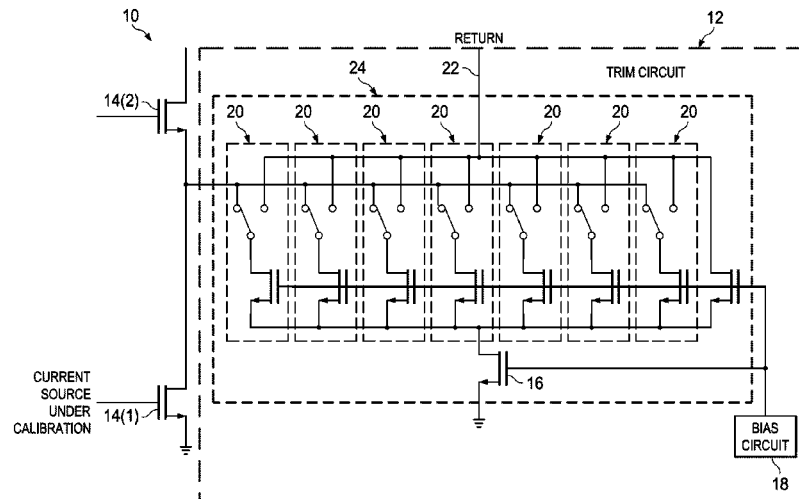 10
RETURN
12
22
24
TRIM CIRCUIT
14(2)
20 20 20 20 20 20 20
CURRENT
SOURCE
UNDER
CALIBRATION
14(1)
16
BIAS
CIRCUIT
18